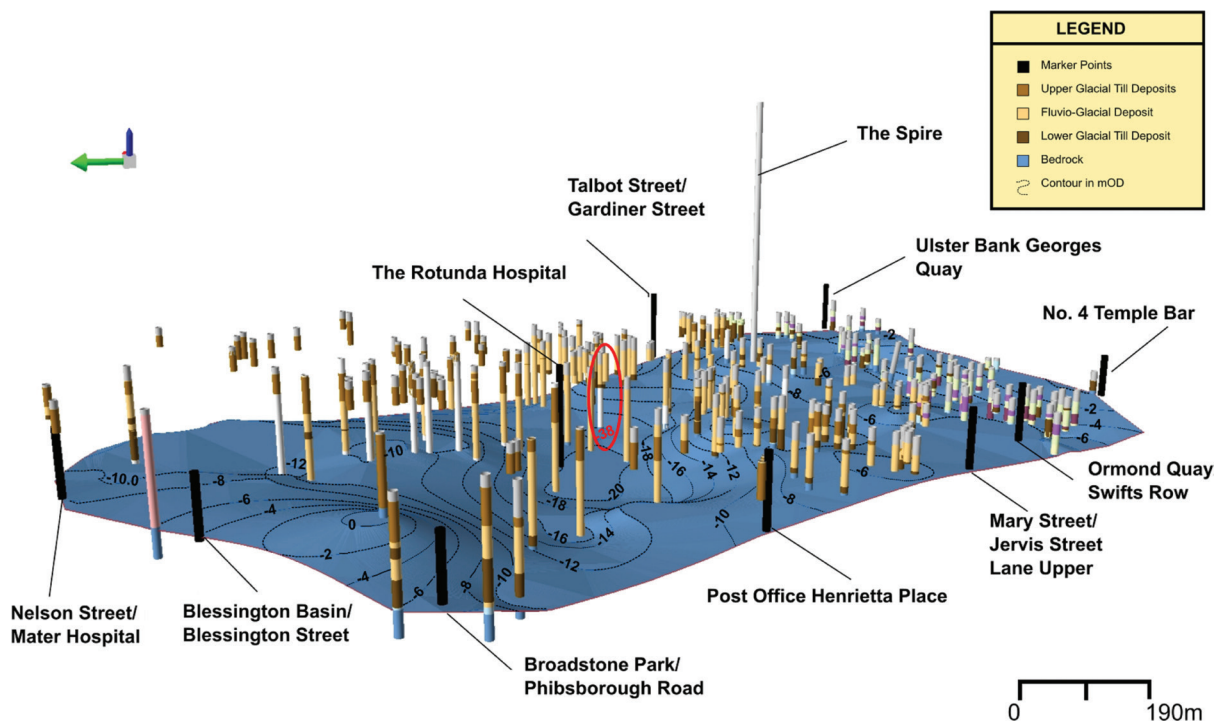 LEGEND
Marker Points
Upper Glacial Till Deposits
Fluvio-Glacial Deposit
Lower Glacial Till Deposit
Bedrock
Contour in mOD
The Spire
Talbot Street/
Gardiner Street
Ulster Bank Georges
Quay
The Rotunda Hospital
No. 4 Temple Bar
-2
-6
-8
-6
-2
-4
-6
-38
-18
-16
-14
-12
-6
-8
-10
-12
-10
-10.0
-8
-6
-4
0
-2
-4
-6
-8
-10
-12
-14
-16
-18
-20
Ormond Quay
Swifts Row
Mary Street/
Jervis Street
Lane Upper
Post Office Henrietta Place
Nelson Street/
Mater Hospital
Blessington Basin/
Blessington Street
Broadstone Park/
Phibsborough Road
0 190m